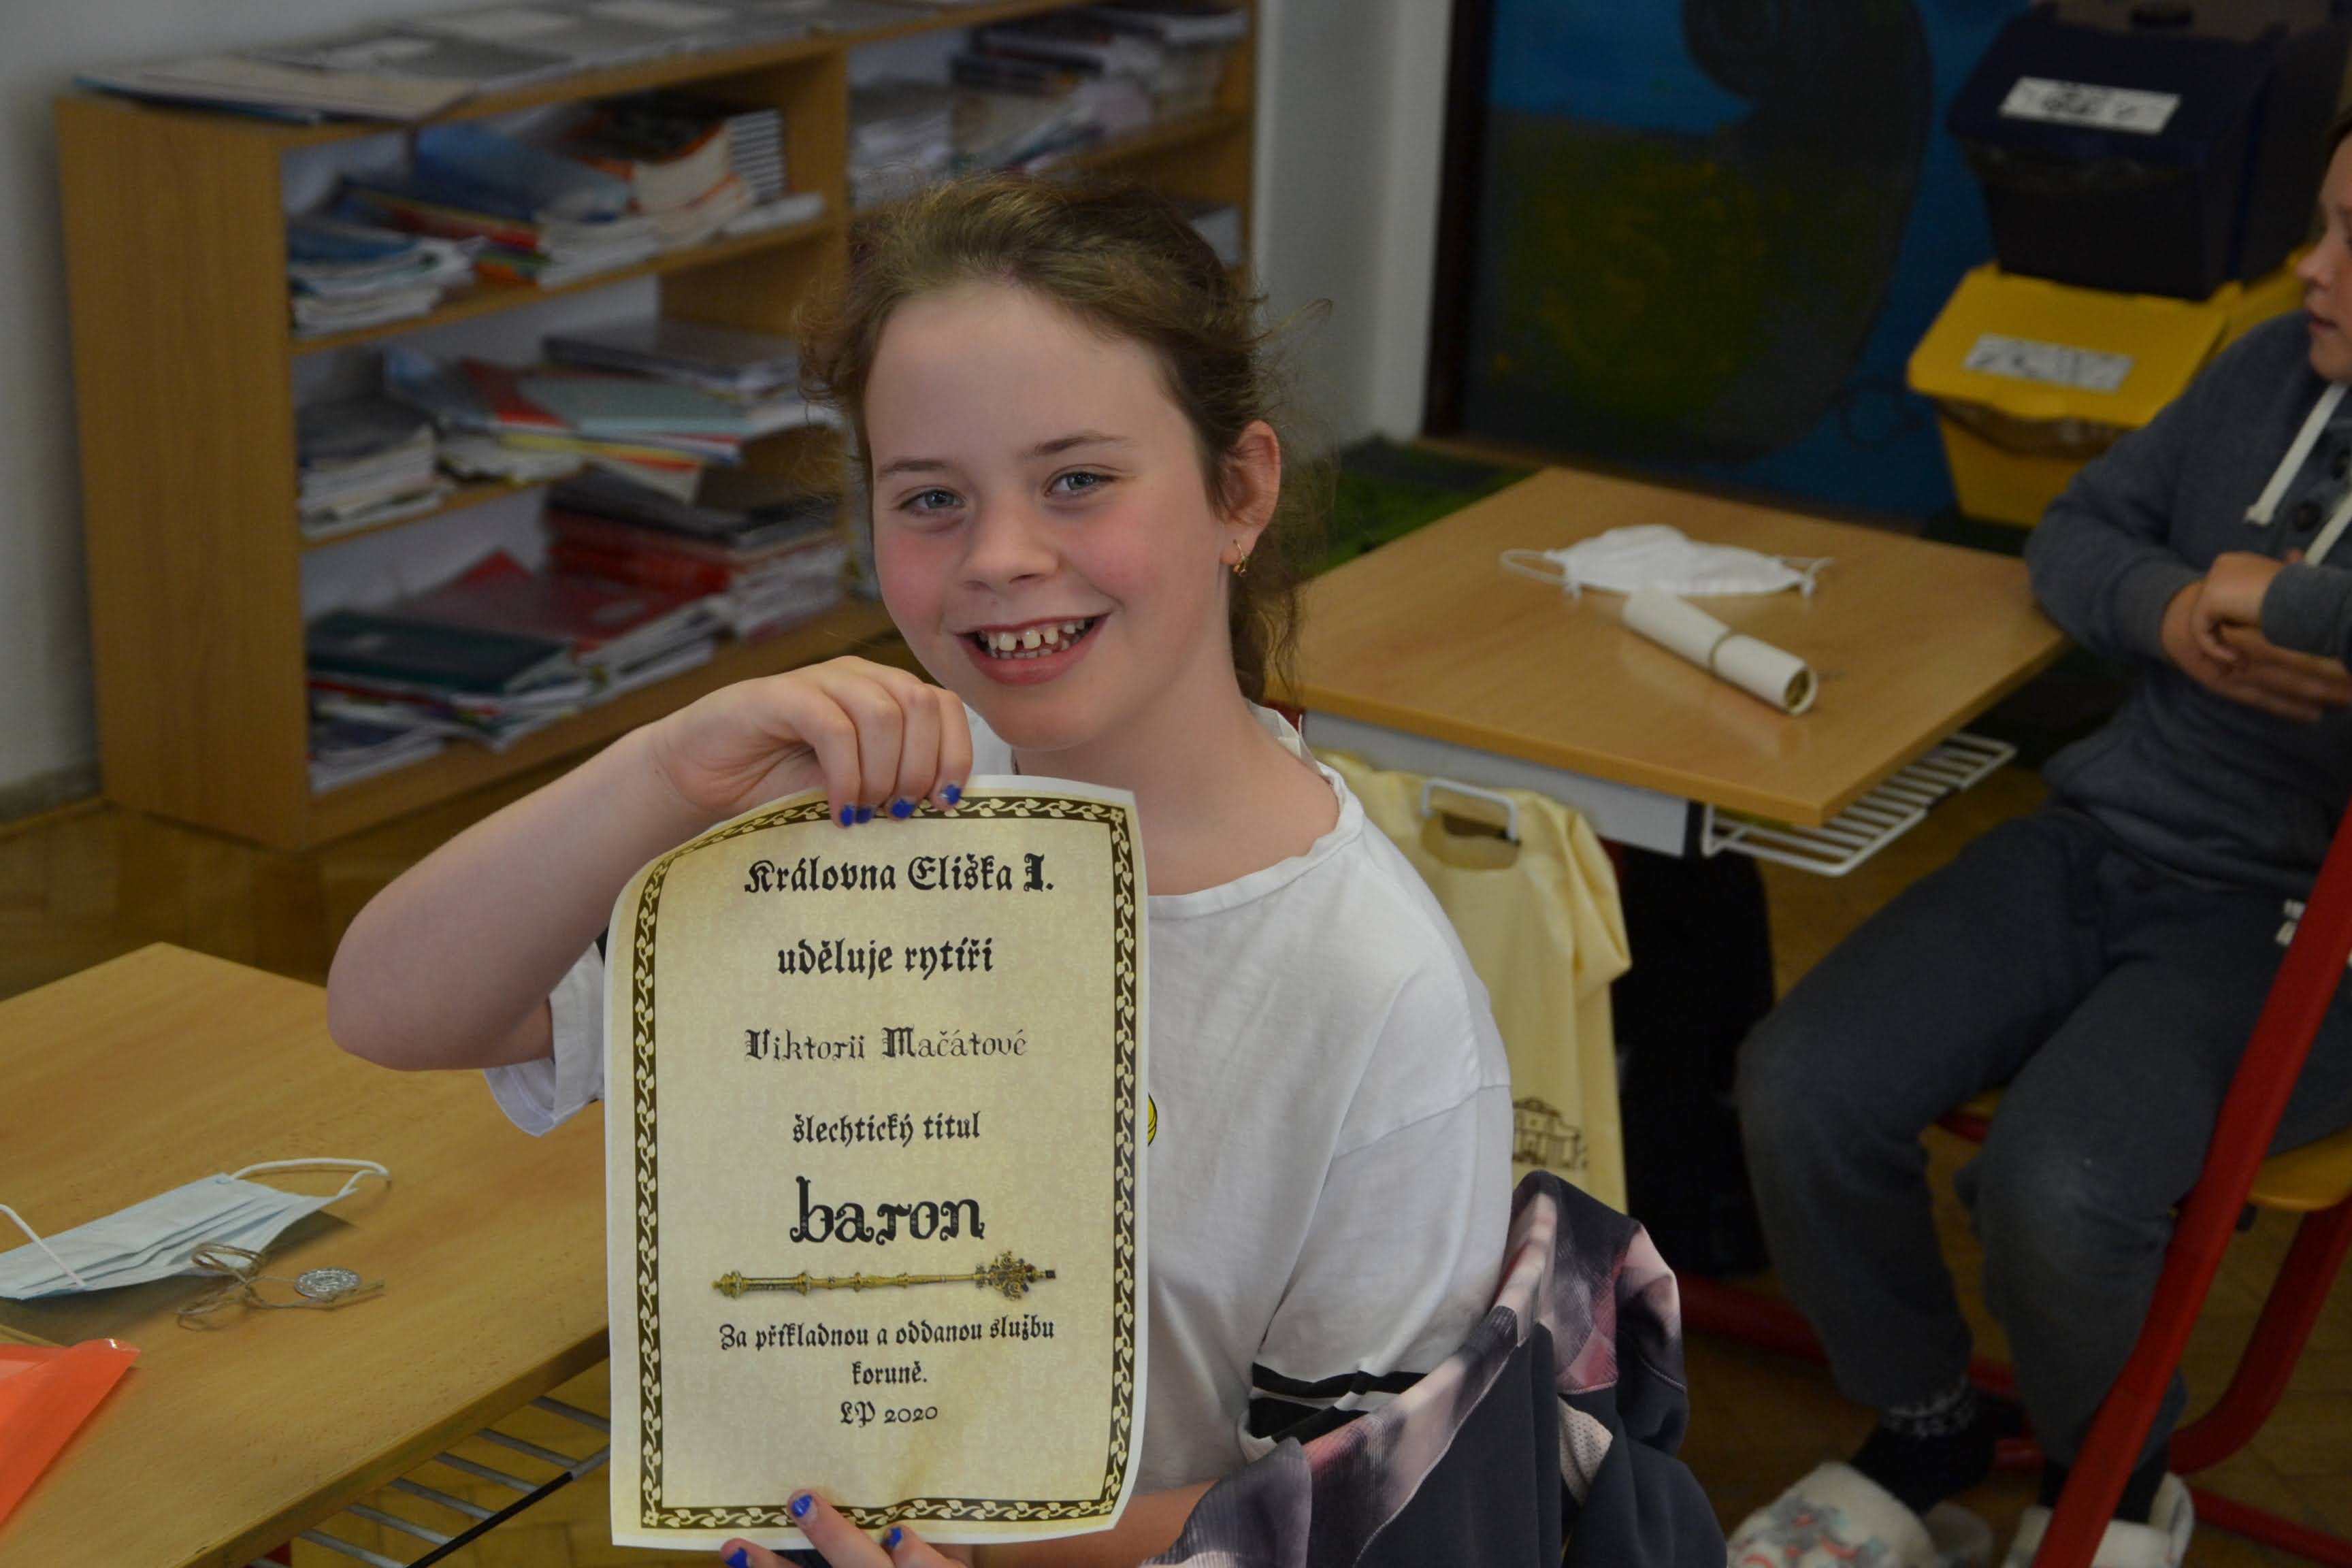 Královna Eliška I.
uděluje rytíři
Viktorii Mačátové
šlechtický titul
baron
Za příkladnou a oddanou službu
koruně.
LP 2020